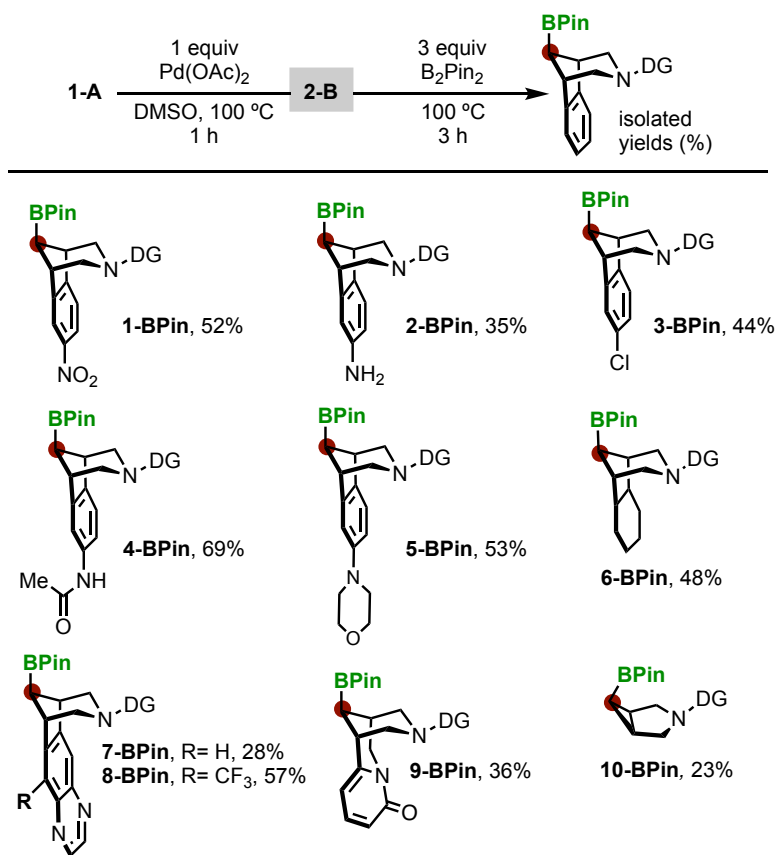 1 equiv
Pd(OAc)₂
3 equiv
B₂Pin₂
1-A
2-B
DMSO, 100 ºC
1 h
100 ºC
3 h
BPin
N DG
isolated
yields (%)
BPin
N DG
1-BPin, 52%
NO₂
BPin
N DG
2-BPin, 35%
NH₂
BPin
N DG
3-BPin, 44%
Cl
BPin
N DG
4-BPin, 69%
Me
N H
O
BPin
N DG
5-BPin, 53%
N
O
BPin
N DG
6-BPin, 48%
BPin
N DG
7-BPin, R= H, 28%
8-BPin, R= CF₃, 57%
R
N
N
BPin
N DG
9-BPin, 36%
N
O
BPin
N DG
10-BPin, 23%